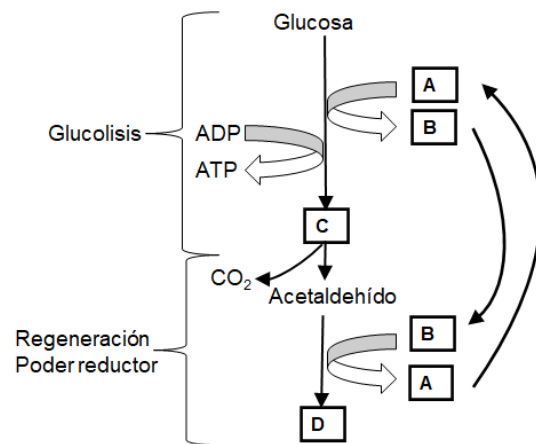 Glucosa
A
Glucolisis
ADP
B
ATP
C
CO₂
Acetaldehído
Regeneración
Poder reductor
B
A
D